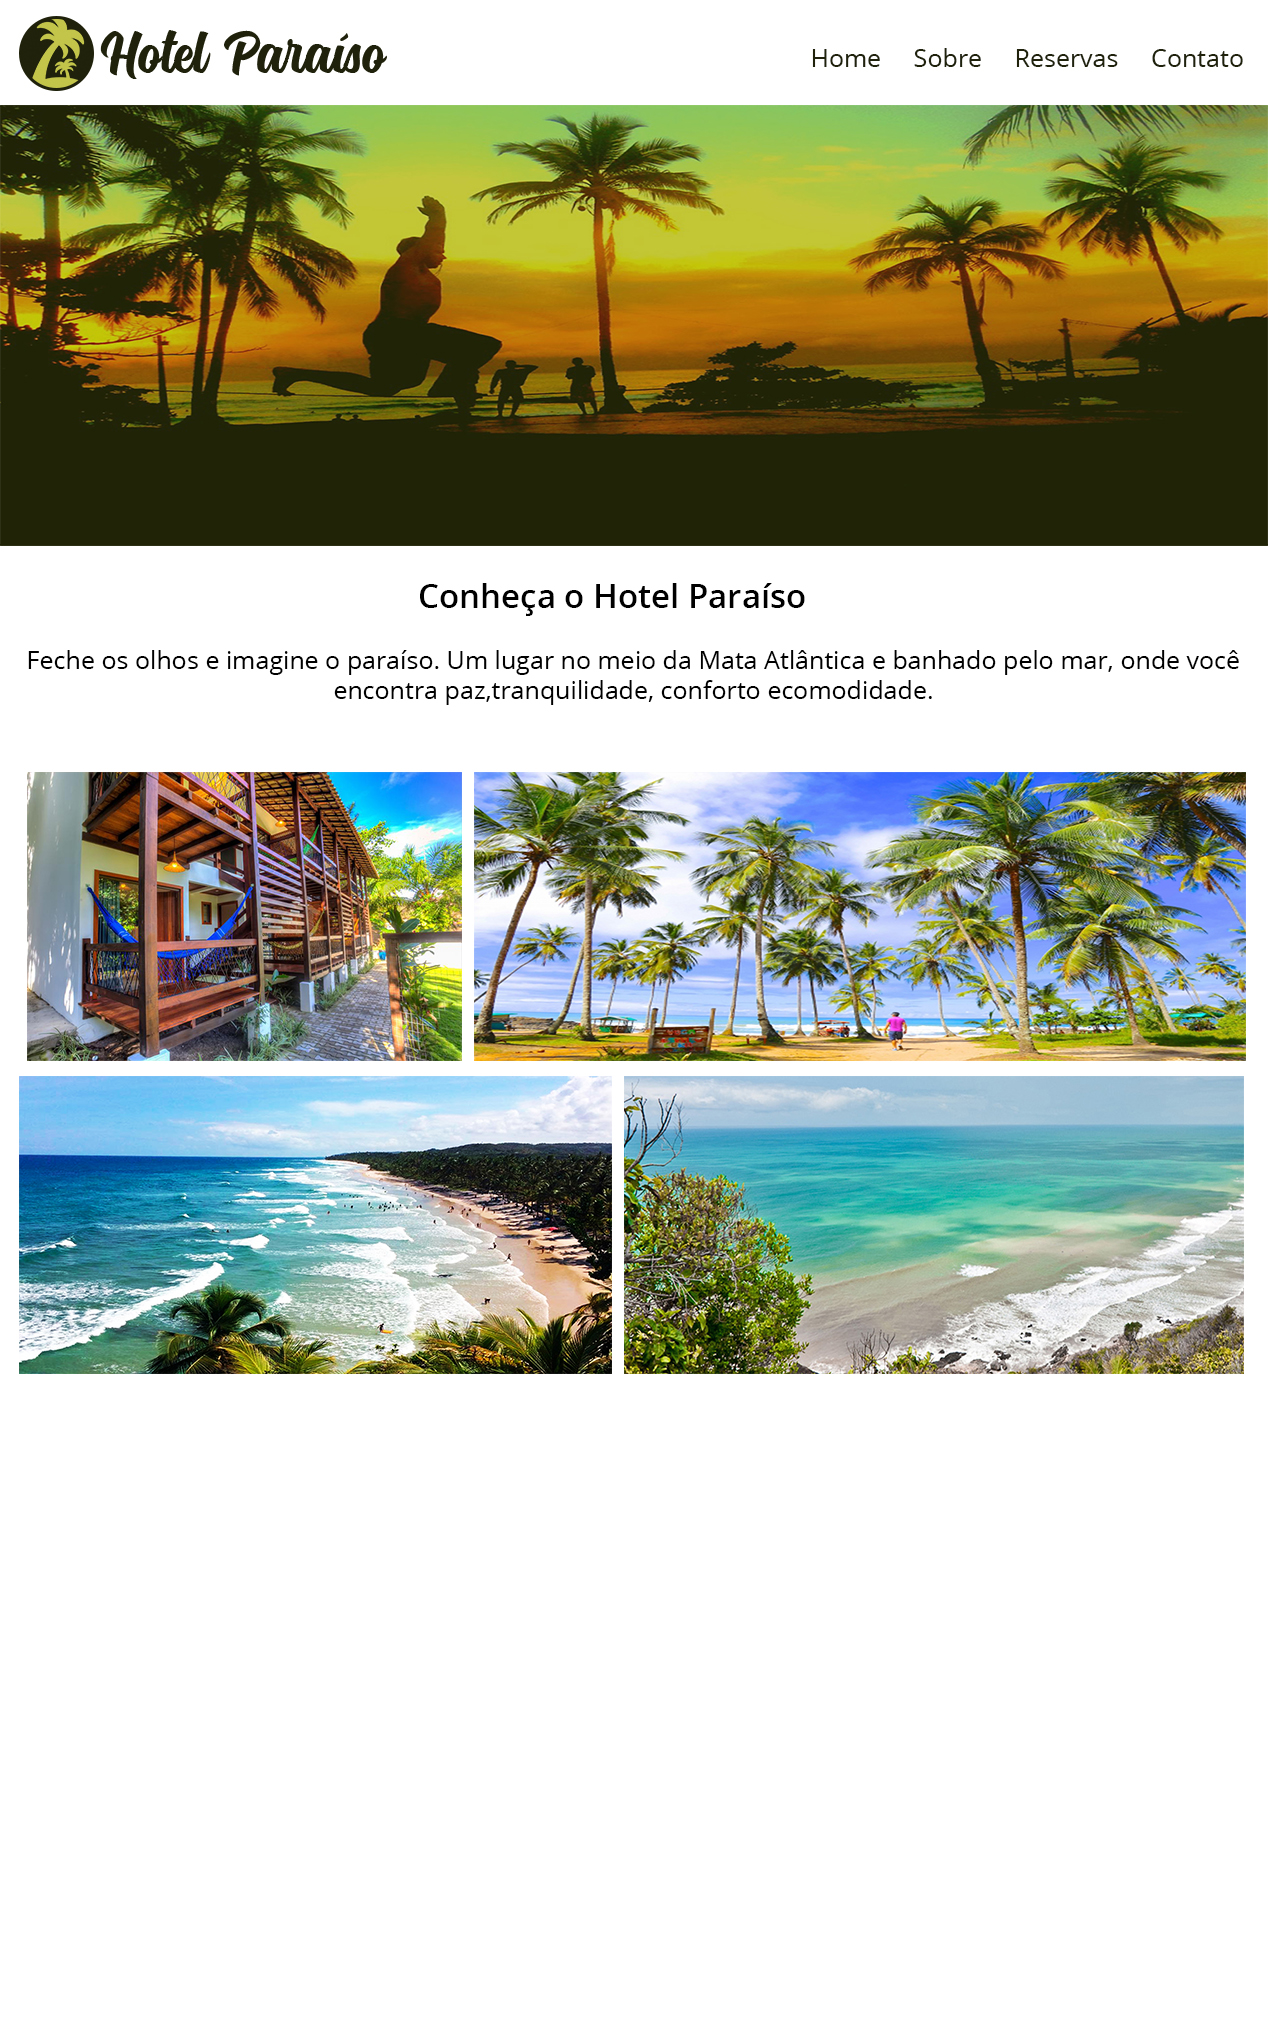 Hotel Paraíso
Home Sobre Reservas Contato
Conheça o Hotel Paraíso
Feche os olhos e imagine o paraíso. Um lugar no meio da Mata Atlântica e banhado pelo mar, onde você
encontra paz,tranquilidade, conforto ecomodidade.